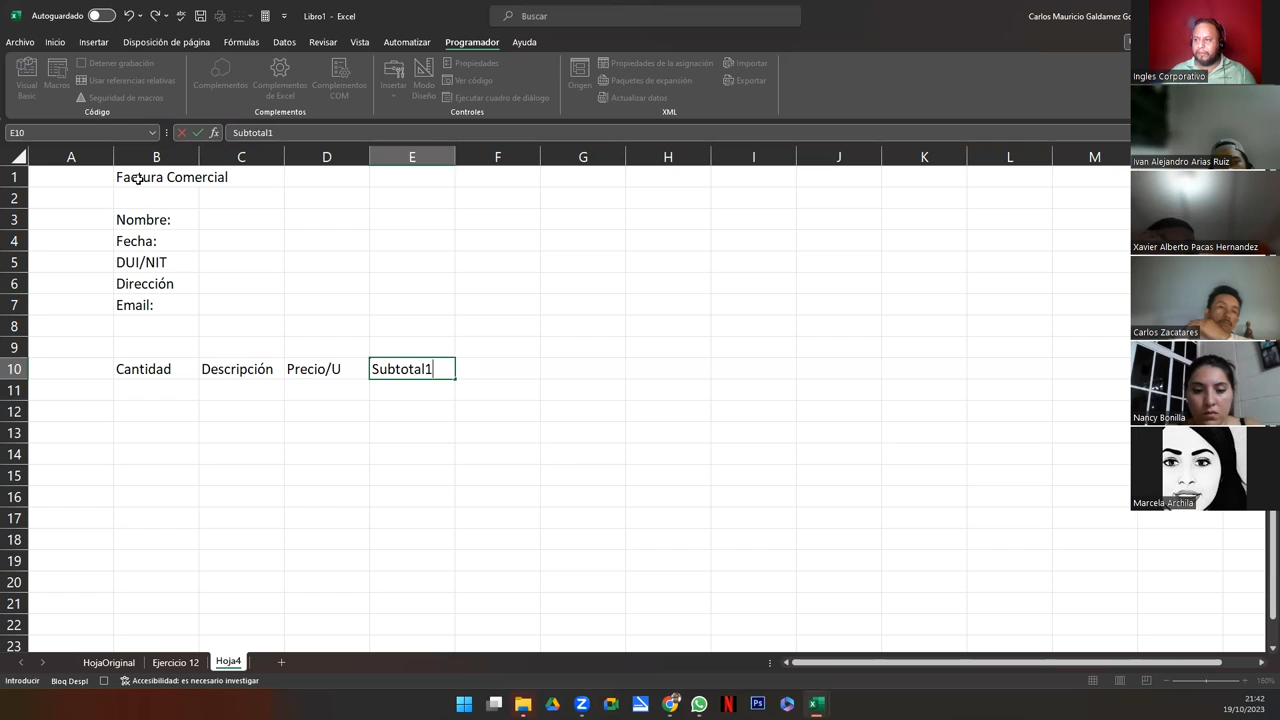 Autoguardado
Libro1 - Excel
Buscar
Carlos Mauricio Galdamez Go
Archivo Inicio Insertar Disposición de página Fórmulas Datos Revisar Vista Automatizar Programador Ayuda
Visual Basic
Macros
Detener grabación
Usar referencias relativas
Seguridad de macros
Código
Complementos
Complementos de Excel
Complementos COM
Complementos
Insertar
Modo Diseño
Propiedades
Ver código
Ejecutar cuadro de diálogo
Controles
Origen
Propiedades de la asignación
Paquetes de expansión
Actualizar datos
Importar
Exportar
XML
E10
fx
Subtotal1
A B C D E F G H I J K L M
1 Factura Comercial
2
3 Nombre:
4 Fecha:
5 DUI/NIT
6 Dirección
7 Email:
8
9
10 Cantidad Descripción Precio/U Subtotal1
11
12
13
14
15
16
17
18
19
20
21
22
23
Ingles Corporativo
Ivan Alejandro Arias Ruiz
Xavier Alberto Pacas Hernandez
Carlos Zacatares
Nancy Bonilla
Marcela Archila
HojaOriginal Ejercicio 12 Hoja4
Introducir Bloq Despl Accesibilidad: es necesario investigar
160%
21:42
19/10/2023